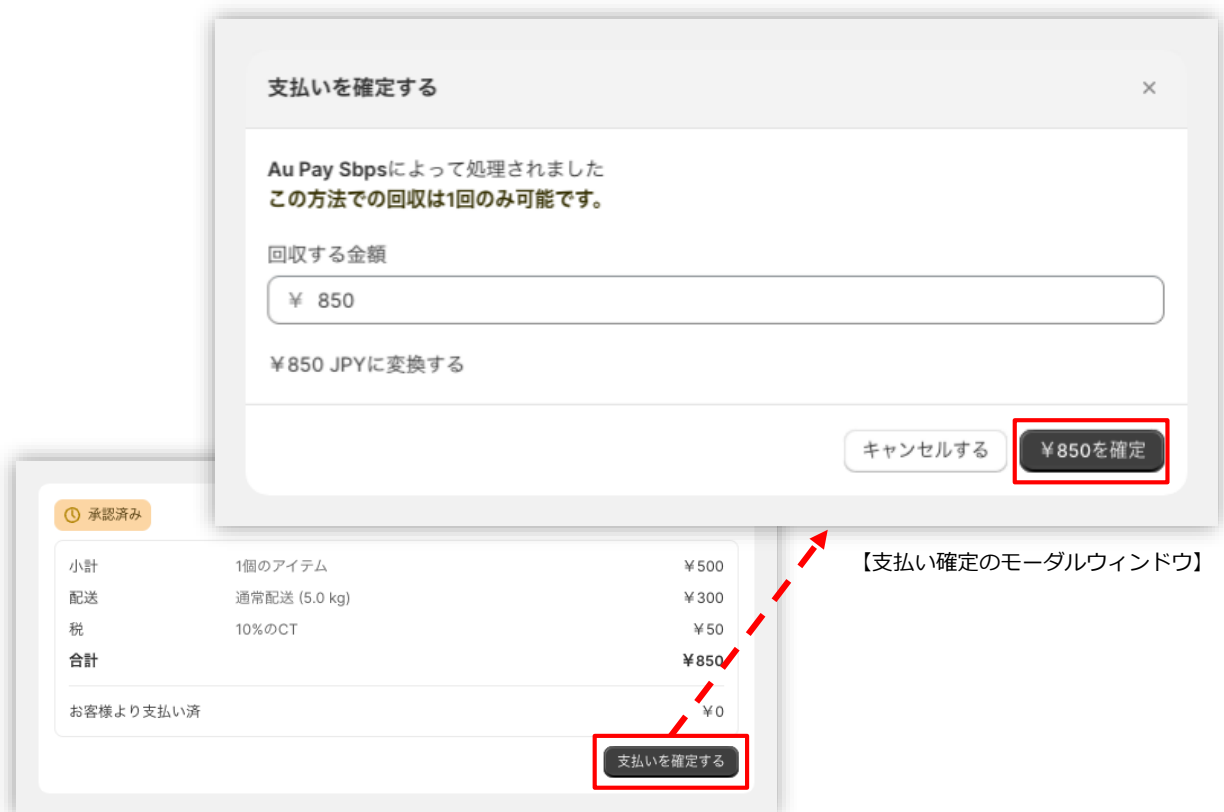 支払いを確定する
×
Au Pay Sbpsによって処理されました
この方法での回収は1回のみ可能です。
回収する金額
¥ 850
¥850 JPYに変換する
キャンセルする
¥850を確定
【支払い確定のモーダルウィンドウ】
承認済み
小計 1個のアイテム ¥500
配送 通常配送 (5.0 kg) ¥300
税 10%のCT ¥50
合計 ¥850
お客様より支払い済 ¥0
支払いを確定する